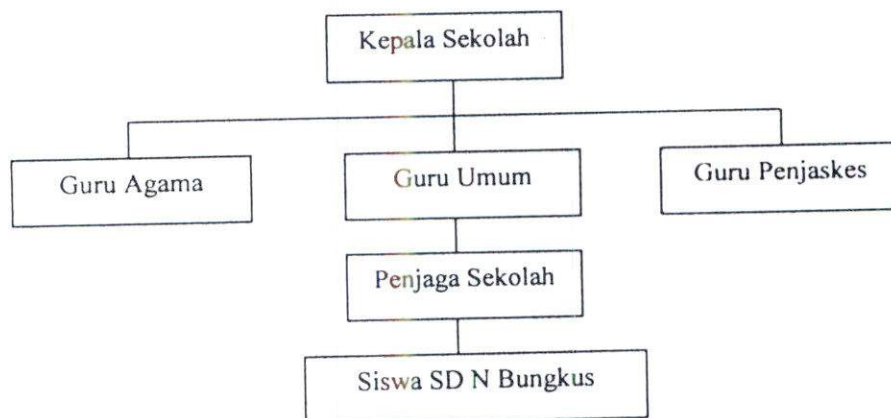 Kepala Sekolah
Guru Agama
Guru Umum
Guru Penjaskes
Penjaga Sekolah
Siswa SD N Bungkus